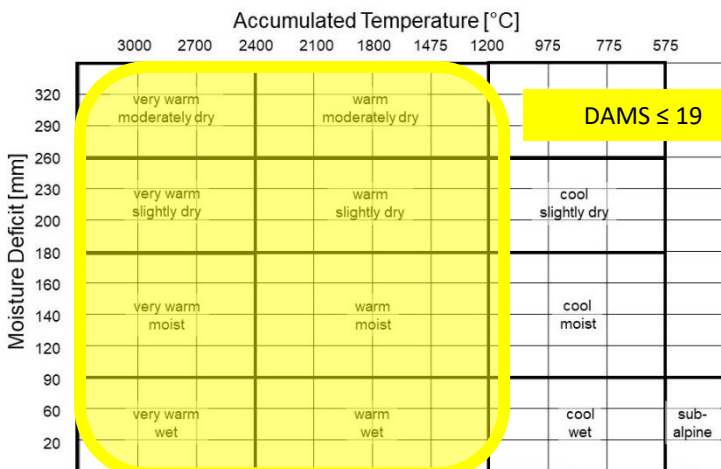 Accumulated Temperature [°C]
3000 2700 2400 2100 1800 1475 1200 975 775 575
Moisture Deficit [mm]
320
very warm
moderately dry
warm
moderately dry
DAMS ≤ 19
290
260
230
very warm
slightly dry
warm
slightly dry
cool
slightly dry
200
180
160
very warm
moist
warm
moist
cool
moist
140
120
90
60
very warm
wet
warm
wet
cool
wet
sub-
alpine
20